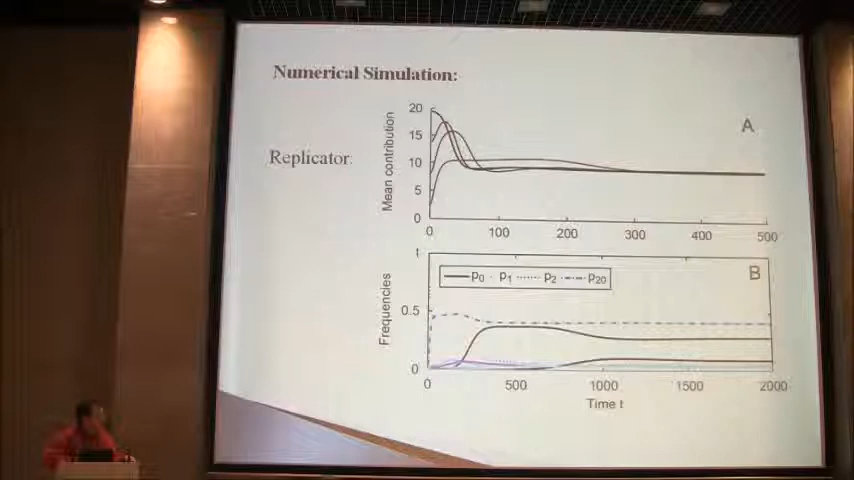 Numerical Simulation:
Replicator:
Mean contribution
20
15
10
5
0
A
0 100 200 300 400 500
Frequencies
1
0.5
0
B
p0 p1 p2 p20
0 500 1000 1500 2000
Time t